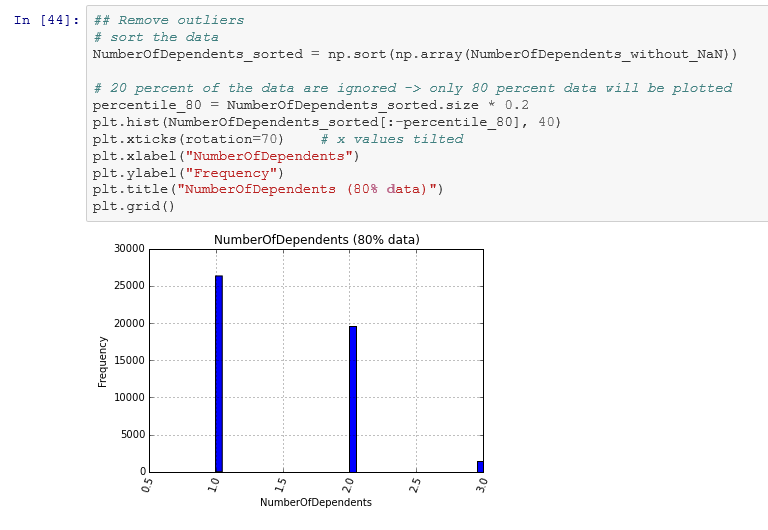 In [44]: ## Remove outliers
# sort the data
NumberOfDependents_sorted = np.sort(np.array(NumberOfDependents_without_NaN))
# 20 percent of the data are ignored -> only 80 percent data will be plotted
percentile_80 = NumberOfDependents_sorted.size * 0.2
plt.hist(NumberOfDependents_sorted[:-percentile_80], 40)
plt.xticks(rotation=70)    # x values tilted
plt.xlabel("NumberOfDependents")
plt.ylabel("Frequency")
plt.title("NumberOfDependents (80% data)")
plt.grid()
NumberOfDependents (80% data)
30000
25000
20000
15000
10000
5000
0
Frequency
0.5 1.0 1.5 2.0 2.5 3.0
NumberOfDependents